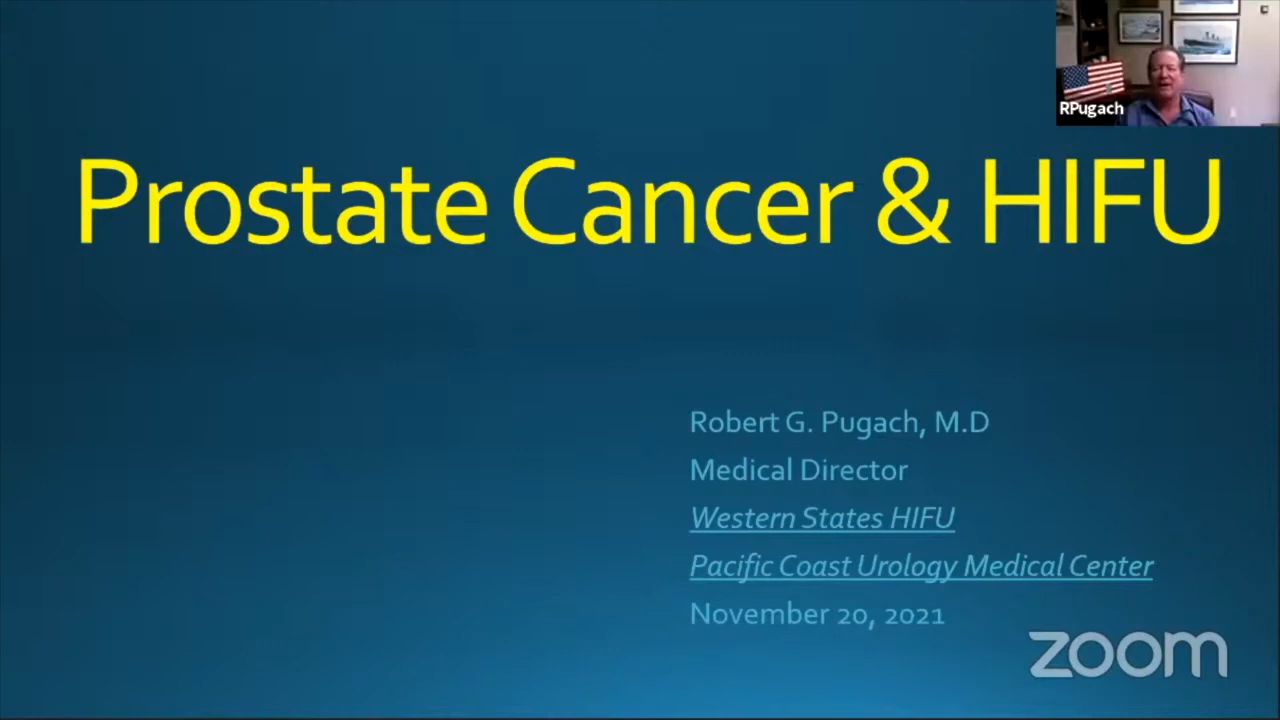 RPugach
Prostate Cancer & HIFU
Robert G. Pugach, M.D
Medical Director
Western States HIFU
Pacific Coast Urology Medical Center
November 20, 2021
zoom